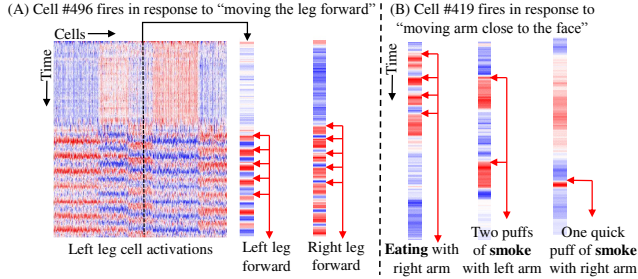 (A) Cell #496 fires in response to "moving the leg forward"
Cells
Time
Left leg cell activations
Left leg
forward
Right leg
forward
(B) Cell #419 fires in response to
"moving arm close to the face"
Time
Eating with
right arm
Two puffs
of smoke
with left arm
One quick
puff of smoke
with right arm